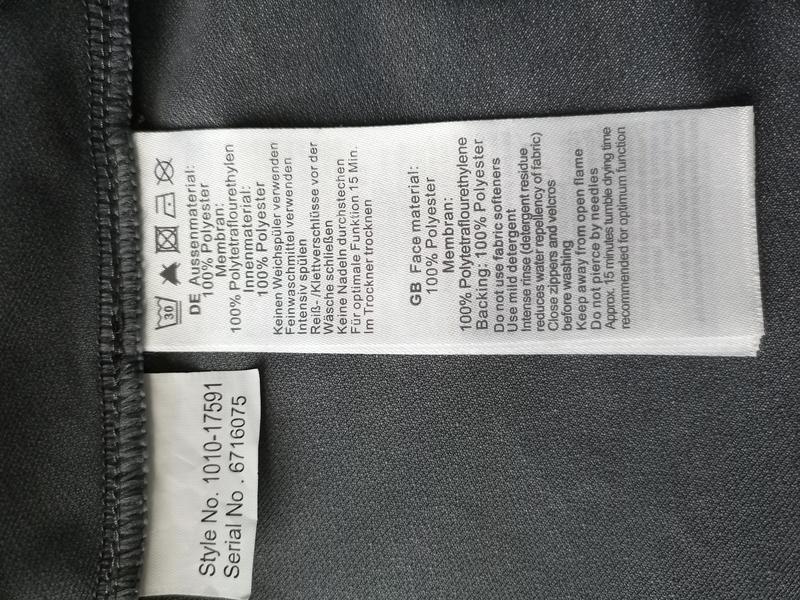 30
DE Aussenmaterial:
100% Polyester
Membran:
100% Polytetraflourethylen
Innenmaterial:
100% Polyester
Keinen Weichspüler verwenden
Feinwaschmittel verwenden
Intensiv spülen
Reiß-/Klettverschlüsse vor der
Wäsche schließen
Keine Nadeln durchstechen
Für optimale Funktion 15 Min.
Im Trockner trocknen
GB Face material:
100% Polyester
Membran:
100% Polytetraflourethylene
Backing: 100% Polyester
Do not use fabric softeners
Use mild detergent
Intense rinse (detergent residue
reduces water repellency of fabric)
Close zippers and velcros
before washing
Keep away from open flame
Do not pierce by needles
Approx. 15 minutes tumble drying time
recommended for optimum function
Style No. 1010-17591
Serial No . 6716075